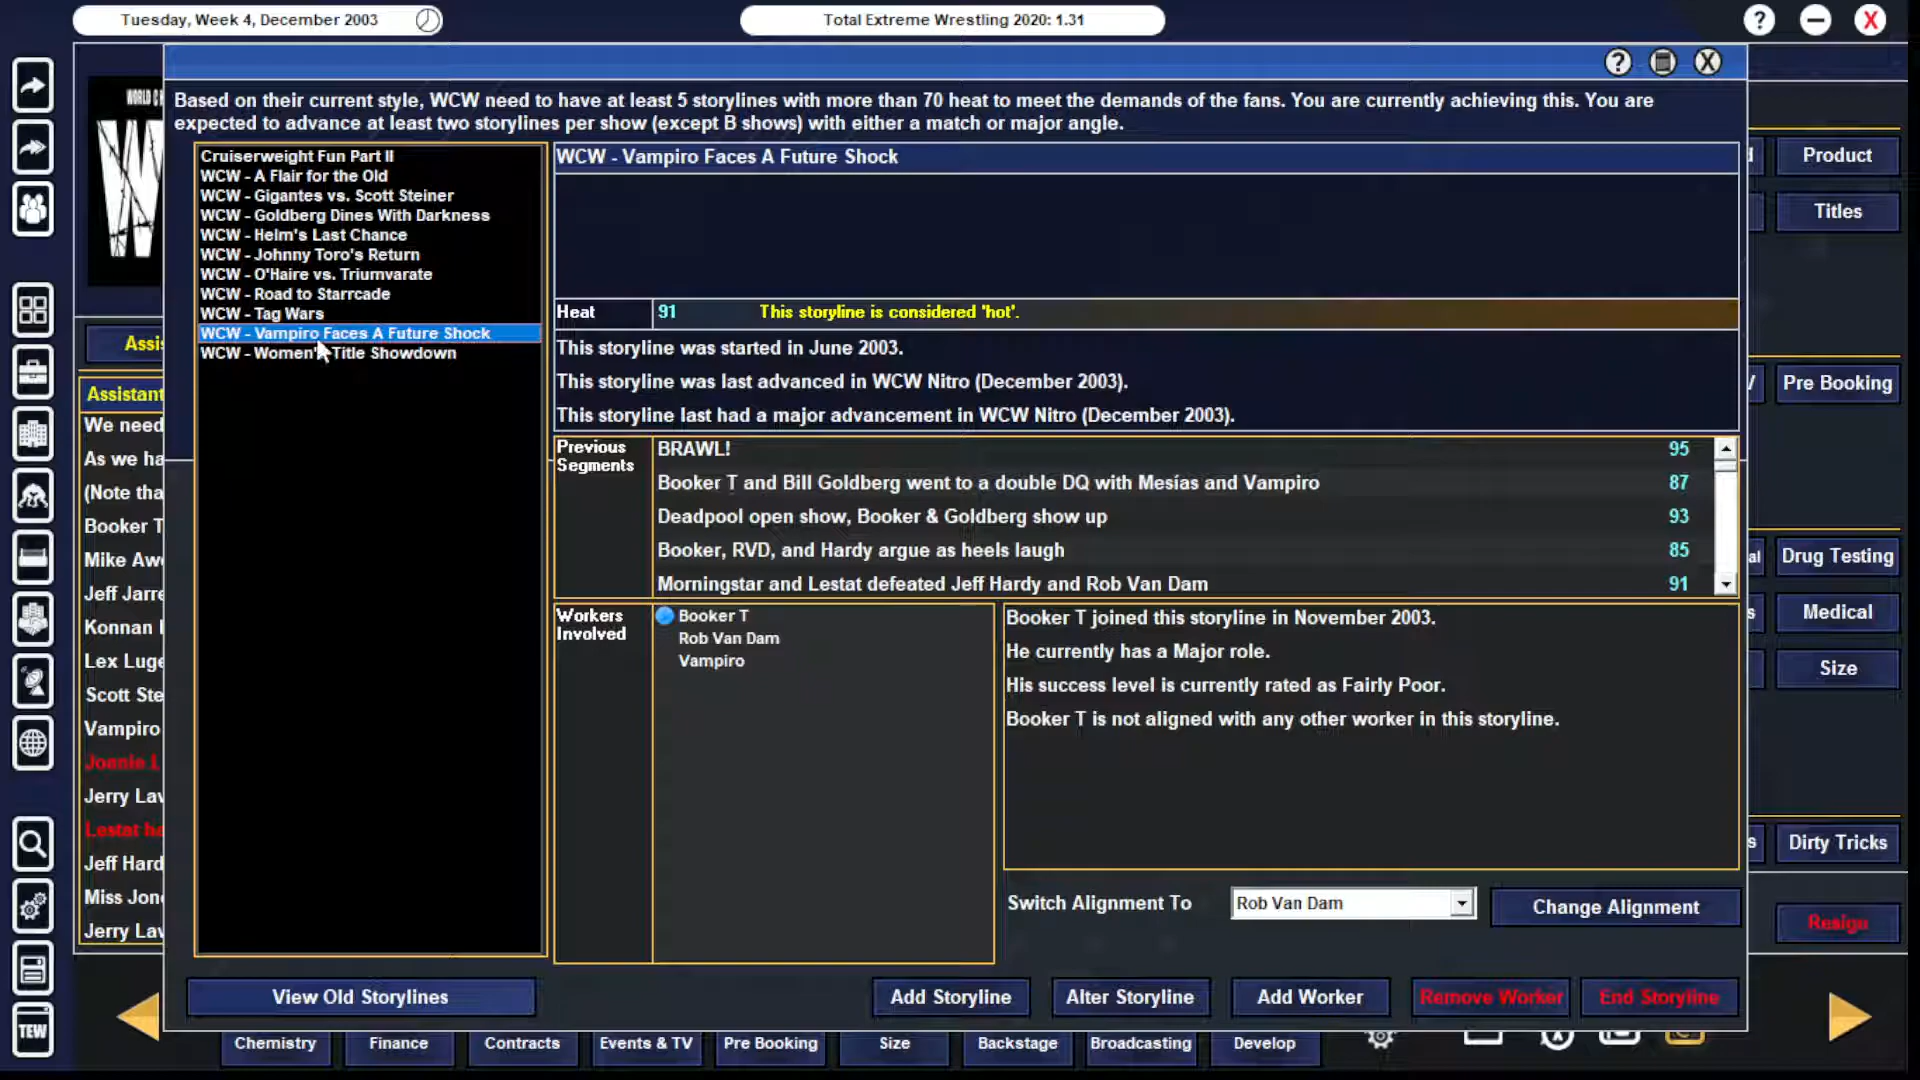 Tuesday, Week 4, December 2003
Total Extreme Wrestling 2020: 1.31
?
X
WORLD C
W
? X
Based on their current style, WCW need to have at least 5 storylines with more than 70 heat to meet the demands of the fans. You are currently achieving this. You are
expected to advance at least two storylines per show (except B shows) with either a match or major angle.
Cruiserweight Fun Part II
WCW - A Flair for the Old
WCW - Gigantes vs. Scott Steiner
WCW - Goldberg Dines With Darkness
WCW - Helm's Last Chance
WCW - Johnny Toro's Return
WCW - O'Haire vs. Triumvarate
WCW - Road to Starrcade
WCW - Tag Wars
WCW - Vampiro Faces A Future Shock
WCW - Women's Title Showdown
WCW - Vampiro Faces A Future Shock
Heat 91 This storyline is considered 'hot'.
This storyline was started in June 2003.
This storyline was last advanced in WCW Nitro (December 2003).
This storyline last had a major advancement in WCW Nitro (December 2003).
Previous
Segments
BRAWL! 95
Booker T and Bill Goldberg went to a double DQ with Mesias and Vampiro 87
Deadpool open show, Booker & Goldberg show up 93
Booker, RVD, and Hardy argue as heels laugh 85
Morningstar and Lestat defeated Jeff Hardy and Rob Van Dam 91
Workers
Involved
Booker T
Rob Van Dam
Vampiro
Booker T joined this storyline in November 2003.
He currently has a Major role.
His success level is currently rated as Fairly Poor.
Booker T is not aligned with any other worker in this storyline.
Switch Alignment To
Rob Van Dam
Change Alignment
View Old Storylines
Add Storyline
Alter Storyline
Add Worker
Remove Worker
End Storyline
Assis
Assistant
We need
As we ha
(Note tha
Booker T
Mike Awe
Jeff Jarre
Konnan
Lex Luge
Scott Ste
Vampiro
Joanie L
Jerry Lav
Lestat ha
Jeff Hard
Miss Jon
Jerry Lav
Product
Titles
Pre Booking
Drug Testing
Medical
Size
Dirty Tricks
Resign
TEW
Chemistry
Finance
Contracts
Events & TV
Pre Booking
Size
Backstage
Broadcasting
Develop